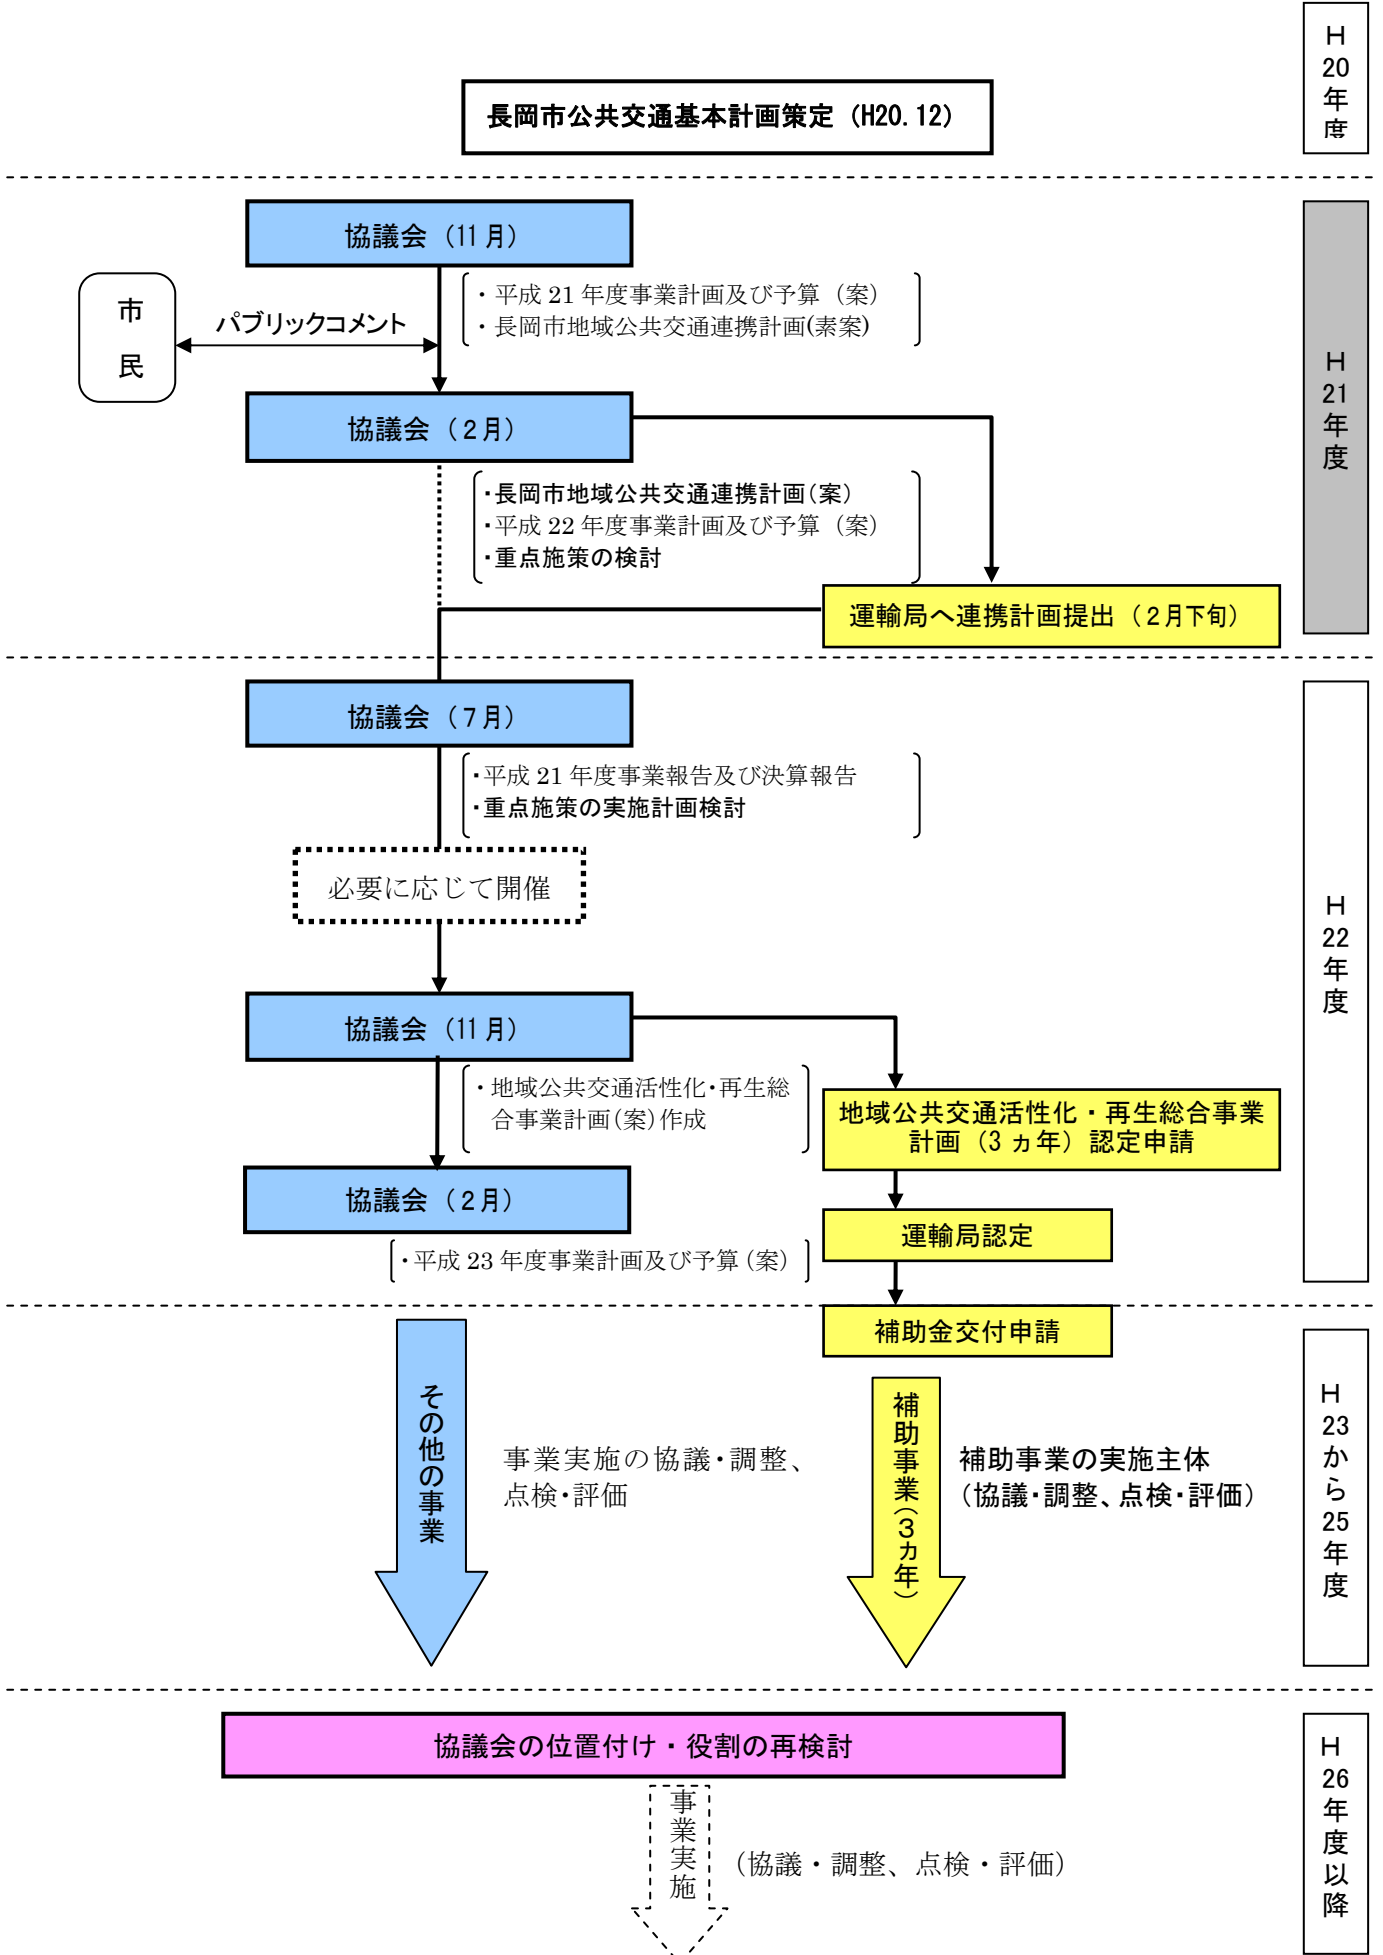 H
20
年
度
長岡市公共交通基本計画策定（H20.12）
協議会（11月）
・平成 21 年度事業計画及び予算（案）
・長岡市地域公共交通連携計画(素案)
市
民
パブリックコメント
H
21
年
度
協議会（２月）
・長岡市地域公共交通連携計画(案)
・平成 22 年度事業計画及び予算（案）
・重点施策の検討
運輸局へ連携計画提出（２月下旬）
協議会（７月）
・平成 21 年度事業報告及び決算報告
・重点施策の実施計画検討
必要に応じて開催
H
22
年
度
協議会（11月）
・地域公共交通活性化・再生総
合事業計画(案)作成
地域公共交通活性化・再生総合事業
計画（3 ヵ年）認定申請
協議会（２月）
運輸局認定
・平成 23 年度事業計画及び予算（案）
補助金交付申請
その他の事業
事業実施の協議・調整、
点検・評価
補助事業（３カ年）
補助事業の実施主体
（協議・調整、点検・評価）
H
23
か
ら
25
年
度
協議会の位置付け・役割の再検討
事業実施
（協議・調整、点検・評価）
H
26
年
度
以
降